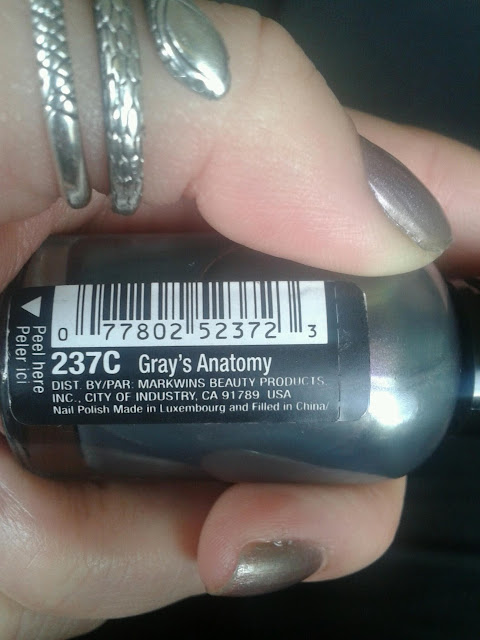 Peel here
Peler ici
0 77802 52372 3
237C Gray's Anatomy
DIST. BY/PAR: MARKWINS BEAUTY PRODUCTS
INC., CITY OF INDUSTRY, CA 91789 USA
Nail Polish Made in Luxembourg and Filled in China/